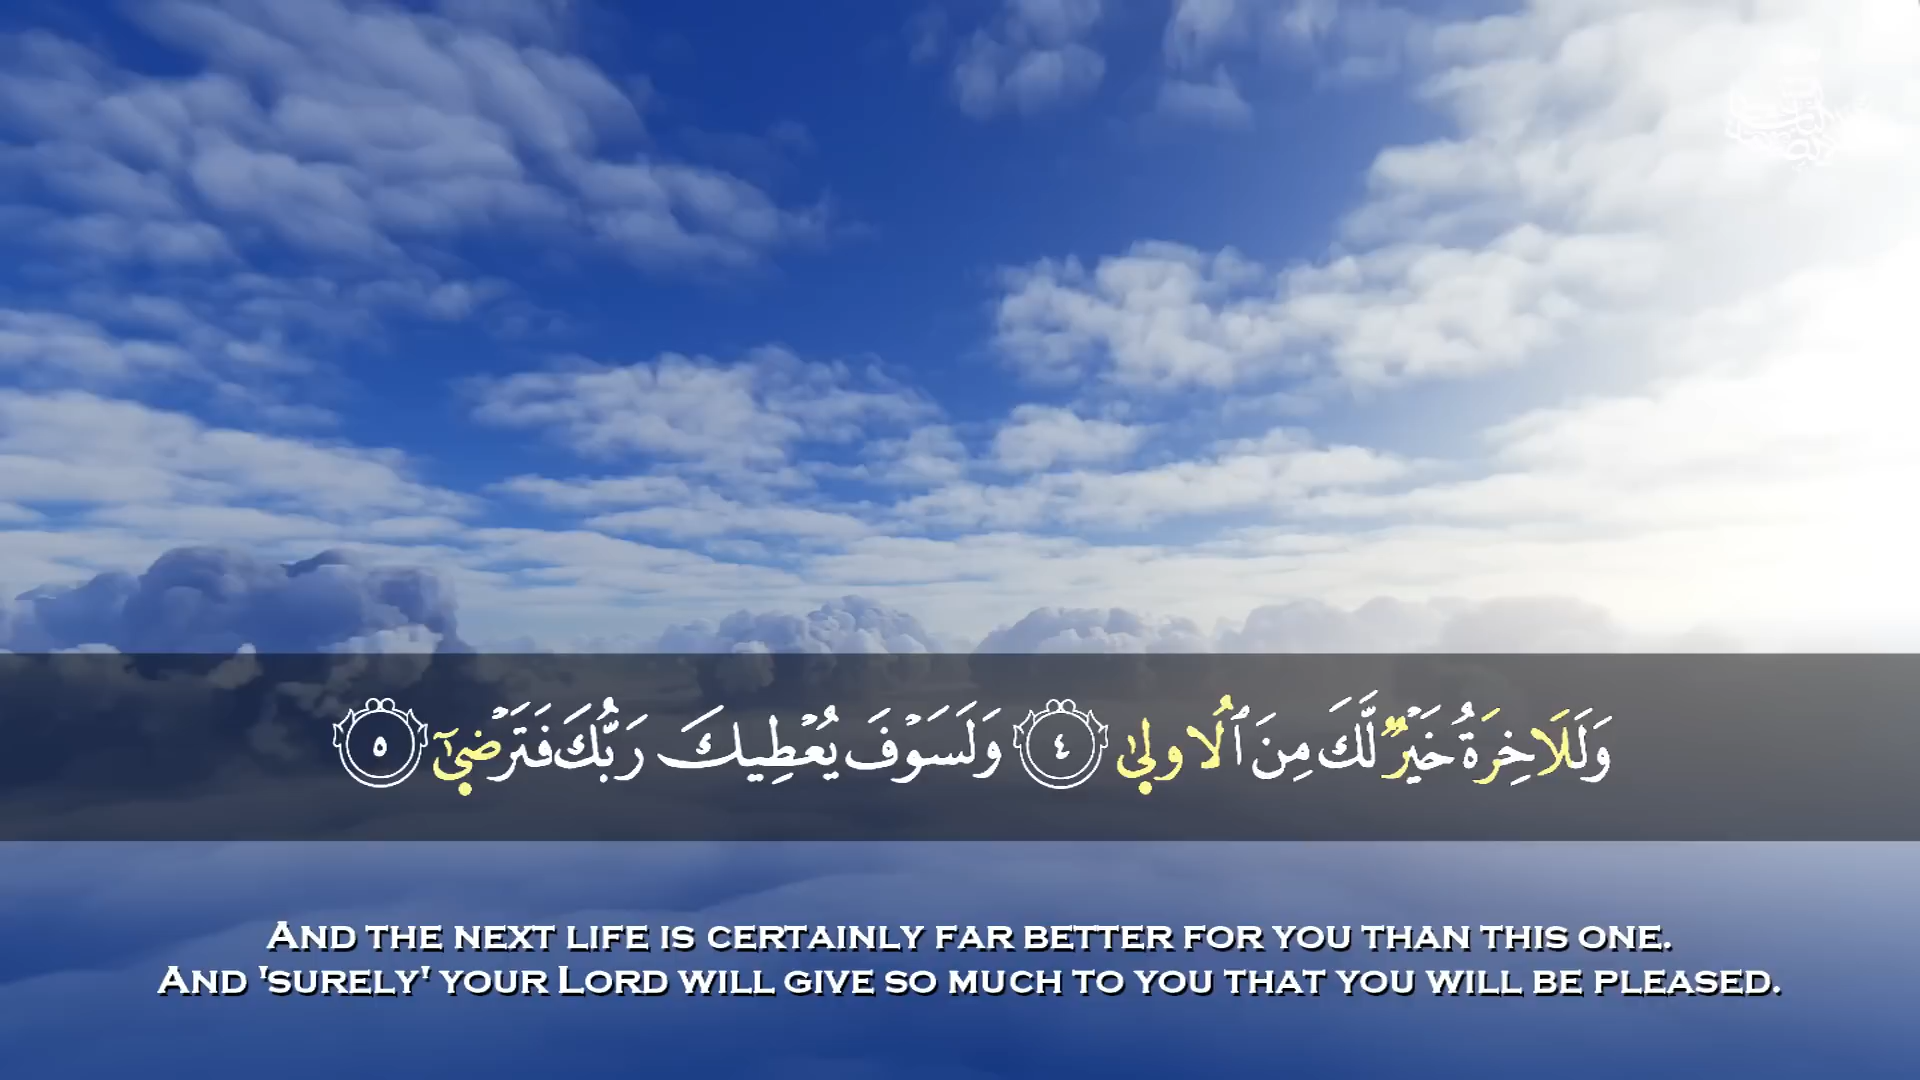 وَلَلَاخِرَةُ خَيْرٌ لَّكَ مِنَ ٱلُاولۭيٰ ٤ وَلَسَوْفَ يُعْطِيكَ رَبُّكَ فَتَرْضۭيٰٓ ٥
And the next life is certainly far better for you than this one.
And 'surely' your Lord will give so much to you that you will be pleased.